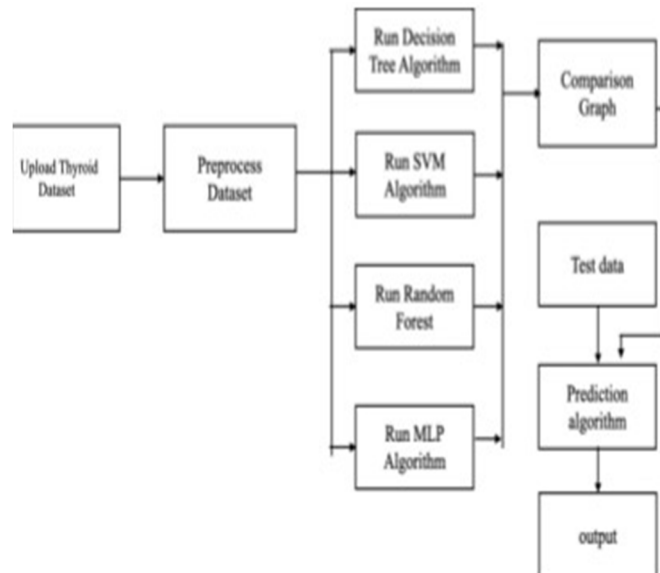 Upload Thyroid
Dataset
Preprocess
Dataset
Run Decision
Tree Algorithm
Run SVM
Algorithm
Run Random
Forest
Run MLP
Algorithm
Comparison
Graph
Test data
Prediction
algorithm
output